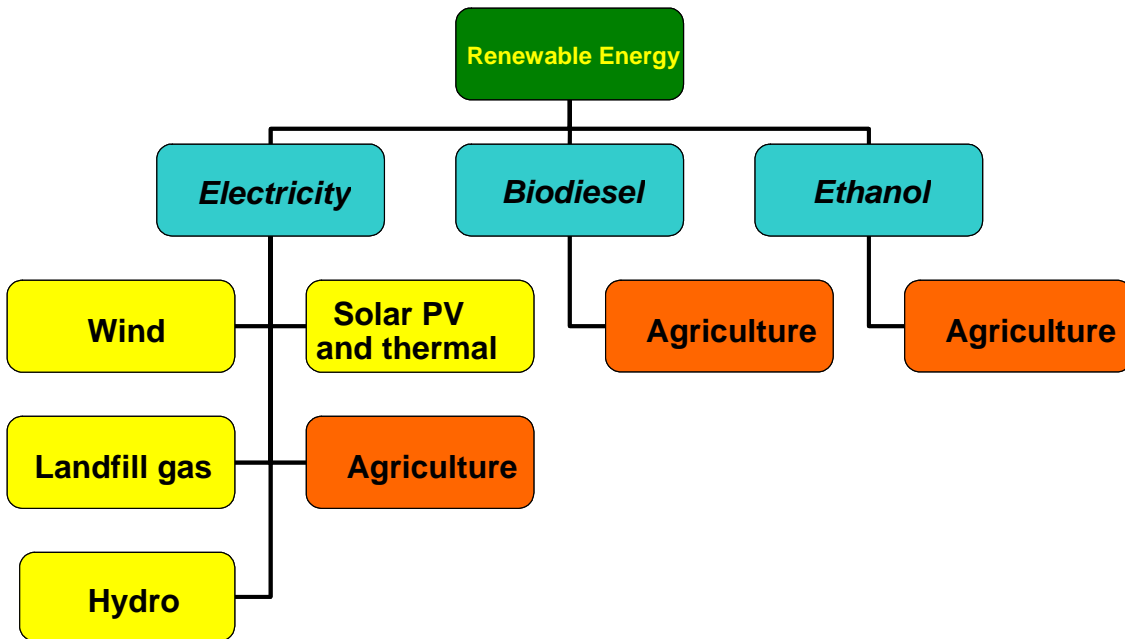 Renewable Energy
Electricity
Biodiesel
Ethanol
Wind
Solar PV
and thermal
Agriculture
Agriculture
Landfill gas
Agriculture
Hydro